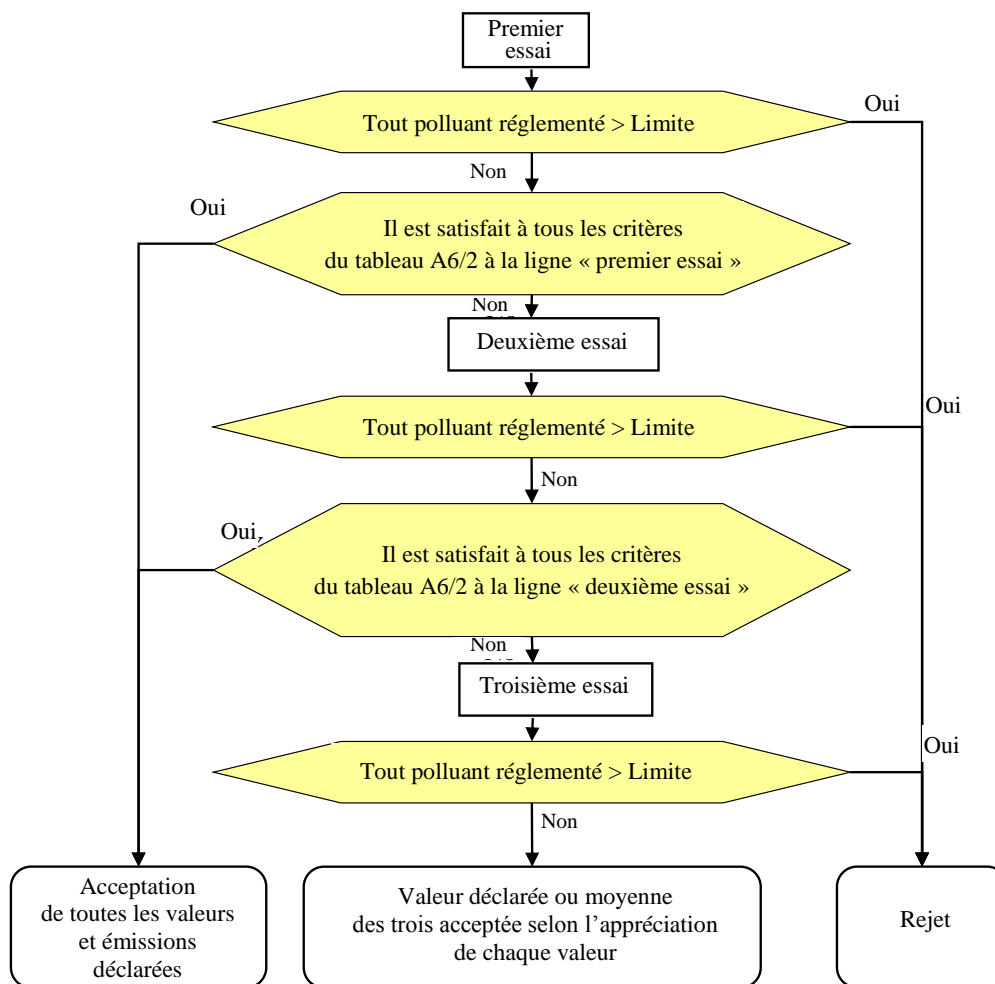 Premier
essai
Oui
Tout polluant réglementé > Limite
Non
Oui
Il est satisfait à tous les critères
du tableau A6/2 à la ligne « premier essai »
Non
Deuxième essai
Oui
Tout polluant réglementé > Limite
Non
Oui
Il est satisfait à tous les critères
du tableau A6/2 à la ligne « deuxième essai »
Non
Troisième essai
Oui
Tout polluant réglementé > Limite
Non
Acceptation
de toutes les valeurs
et émissions
déclarées
Valeur déclarée ou moyenne
des trois acceptée selon l’appréciation
de chaque valeur
Rejet